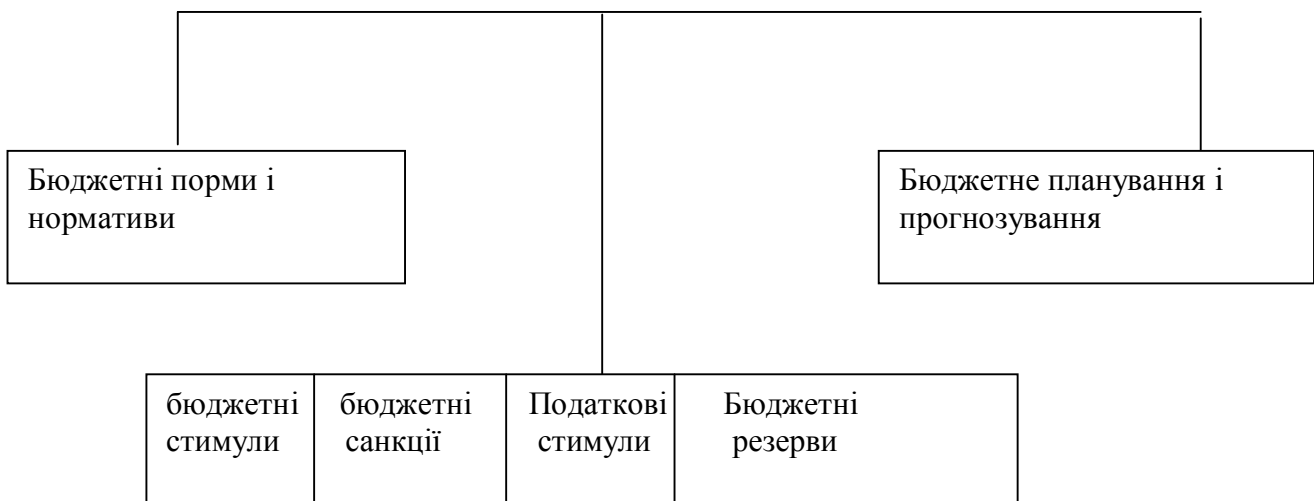 Бюджетні порми і
нормативи
Бюджетне планування і
прогнозування
бюджетні
стимули
бюджетні
санкції
Податкові
стимули
Бюджетні
резерви